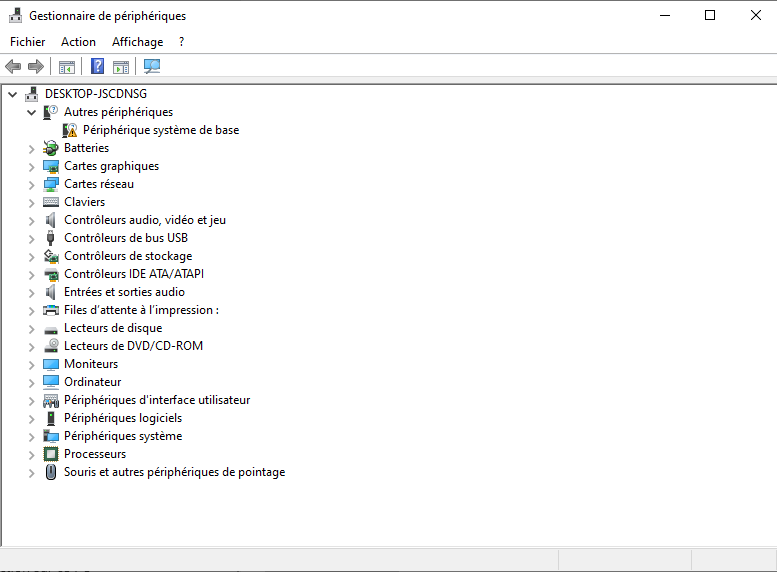 Gestionnaire de périphériques
Fichier Action Affichage ?
DESKTOP-JSCDNSG
Autres périphériques
Périphérique système de base
Batteries
Cartes graphiques
Cartes réseau
Claviers
Contrôleurs audio, vidéo et jeu
Contrôleurs de bus USB
Contrôleurs de stockage
Contrôleurs IDE ATA/ATAPI
Entrées et sorties audio
Files d'attente à l'impression :
Lecteurs de disque
Lecteurs de DVD/CD-ROM
Moniteurs
Ordinateur
Périphériques d'interface utilisateur
Périphériques logiciels
Périphériques système
Processeurs
Souris et autres périphériques de pointage